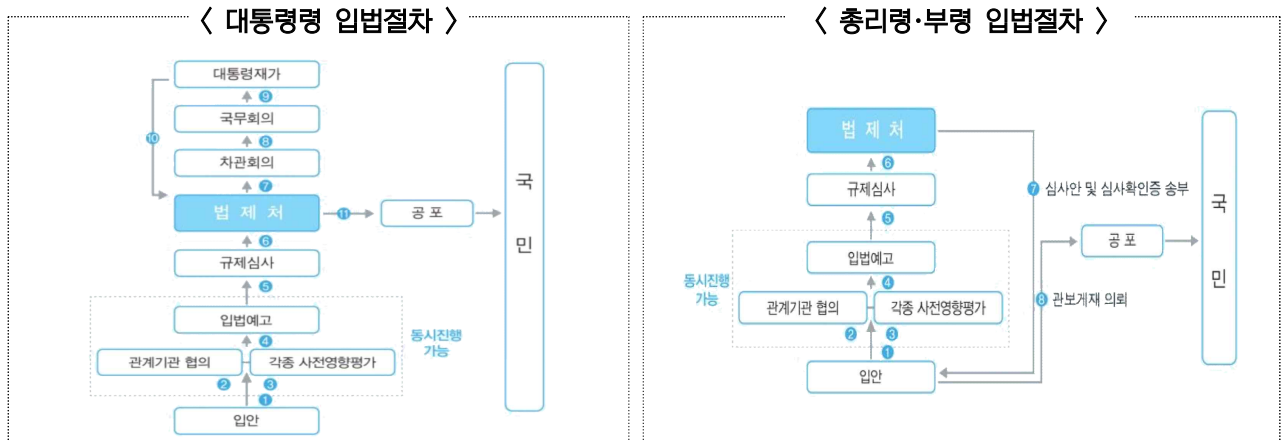 〈 대통령령 입법절차 〉
대통령재가
⑨
국무회의
⑩
⑧
차관회의
⑦
법 제 처
⑪
공 포
⑥
규제심사
⑤
입법예고
동시진행
가능
④
관계기관 협의
각종 사전영향평가
② ③
①
입안
국
민
〈 총리령·부령 입법절차 〉
법 제 처
⑥
규제심사
⑦ 심사안 및 심사확인증 송부
⑤
공 포
입법예고
동시진행
가능
④
관계기관 협의
각종 사전영향평가
⑧ 관보게재 의뢰
② ③
①
입안
국
민